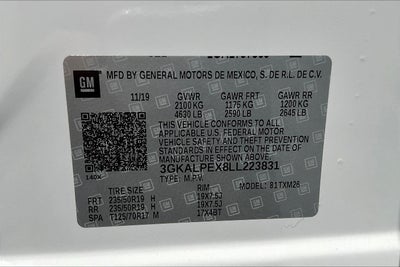 GM
MFD BY GENERAL MOTORS DE MEXICO, S. DE R.L. DE C.V.
11/19 GVWR GAWR FRT GAWR RR
2100 KG 1175 KG 1200 KG
4630 LB 2590 LB 2645 LB
THIS VEHICLE CONFORMS TO ALL
APPLICABLE U.S. FEDERAL MOTOR
VEHICLE SAFETY AND THEFT
PREVENTION STANDARDS IN EFFECT ON
THE DATE OF MANUFACTURE SHOWN ABOVE.
3GKALPEX8LL223831
TYPE: M.P.V. MODEL: 817XM26
TIRE SIZE RIM
FRT 235/50R19 H 19X7.5J
RR 235/50R19 H 19X7.5J
SPA T125/70R17 M 17X4BT